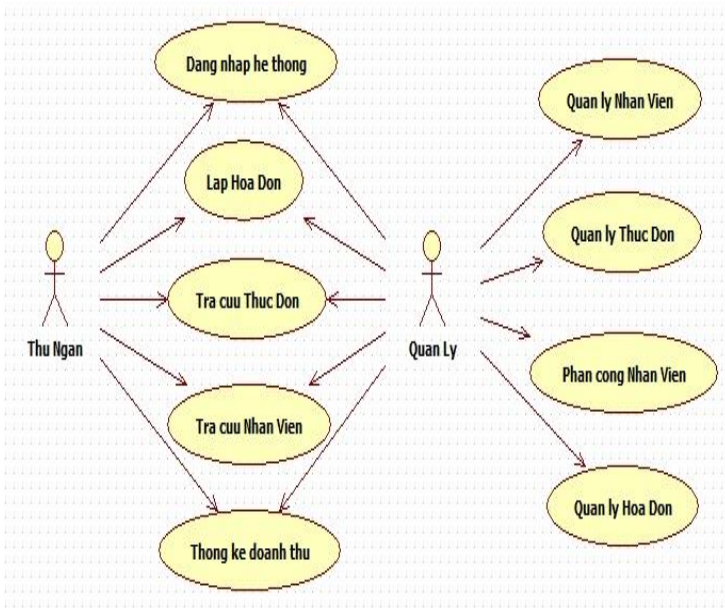 Dang nhap he thong
Quan ly Nhan Vien
Lap Hoa Don
Quan ly Thuc Don
Tra cuu Thuc Don
Thu Ngan
Quan Ly
Phan cong Nhan Vien
Tra cuu Nhan Vien
Quan ly Hoa Don
Thong ke doanh thu